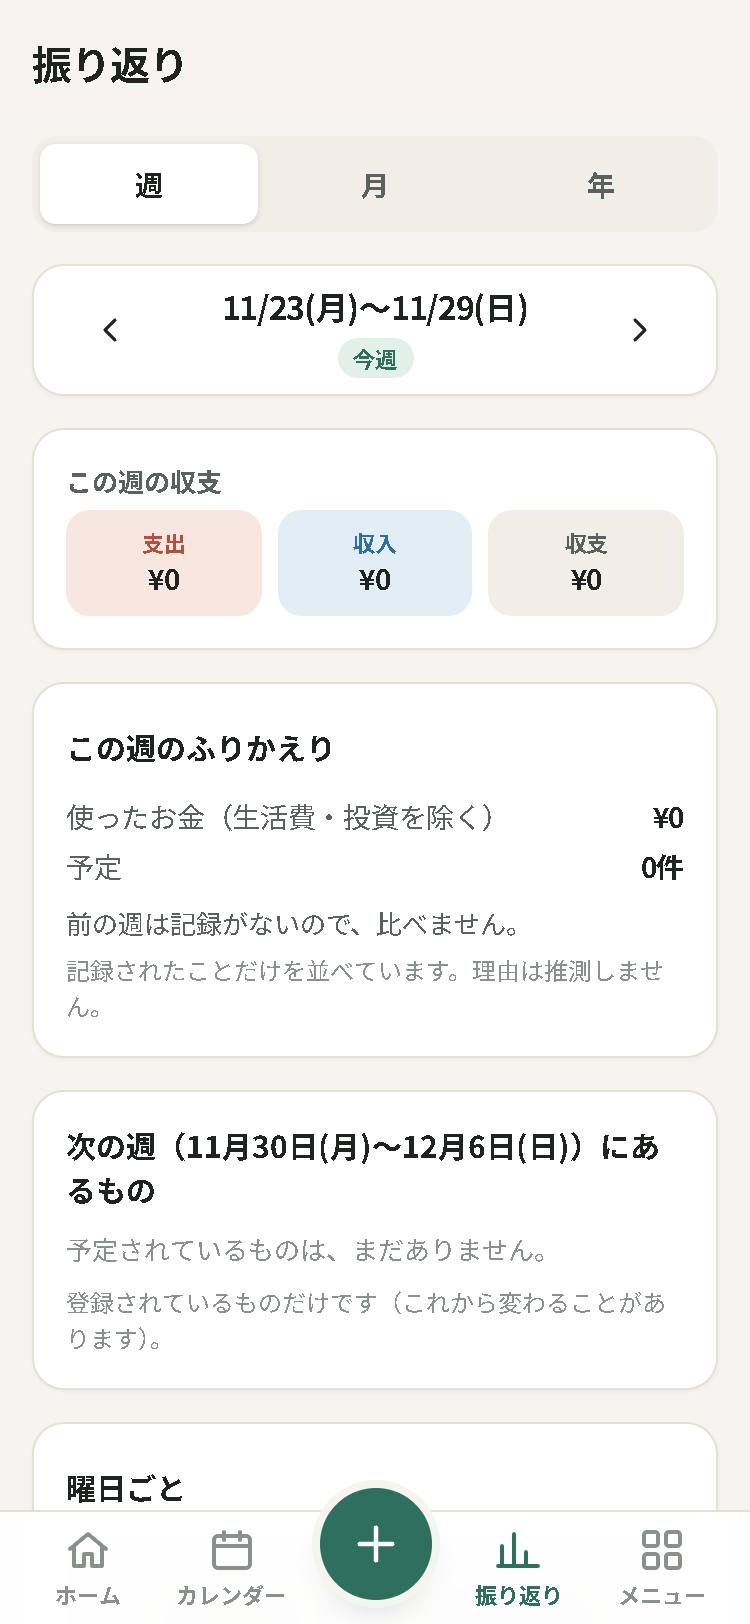 振り返り
週
月
年
11/23(月)〜11/29(日)
今週
この週の収支
支出
¥0
収入
¥0
収支
¥0
この週のふりかえり
使ったお金（生活費・投資を除く） ¥0
予定 0件
前の週は記録がないので、比べません。
記録されたことだけを並べています。理由は推測しませ
ん。
次の週（11月30日(月)〜12月6日(日)）にあ
るもの
予定されているものは、まだありません。
登録されているものだけです（これから変わることがあ
ります）。
曜日ごと
ホーム
カレンダー
振り返り
メニュー